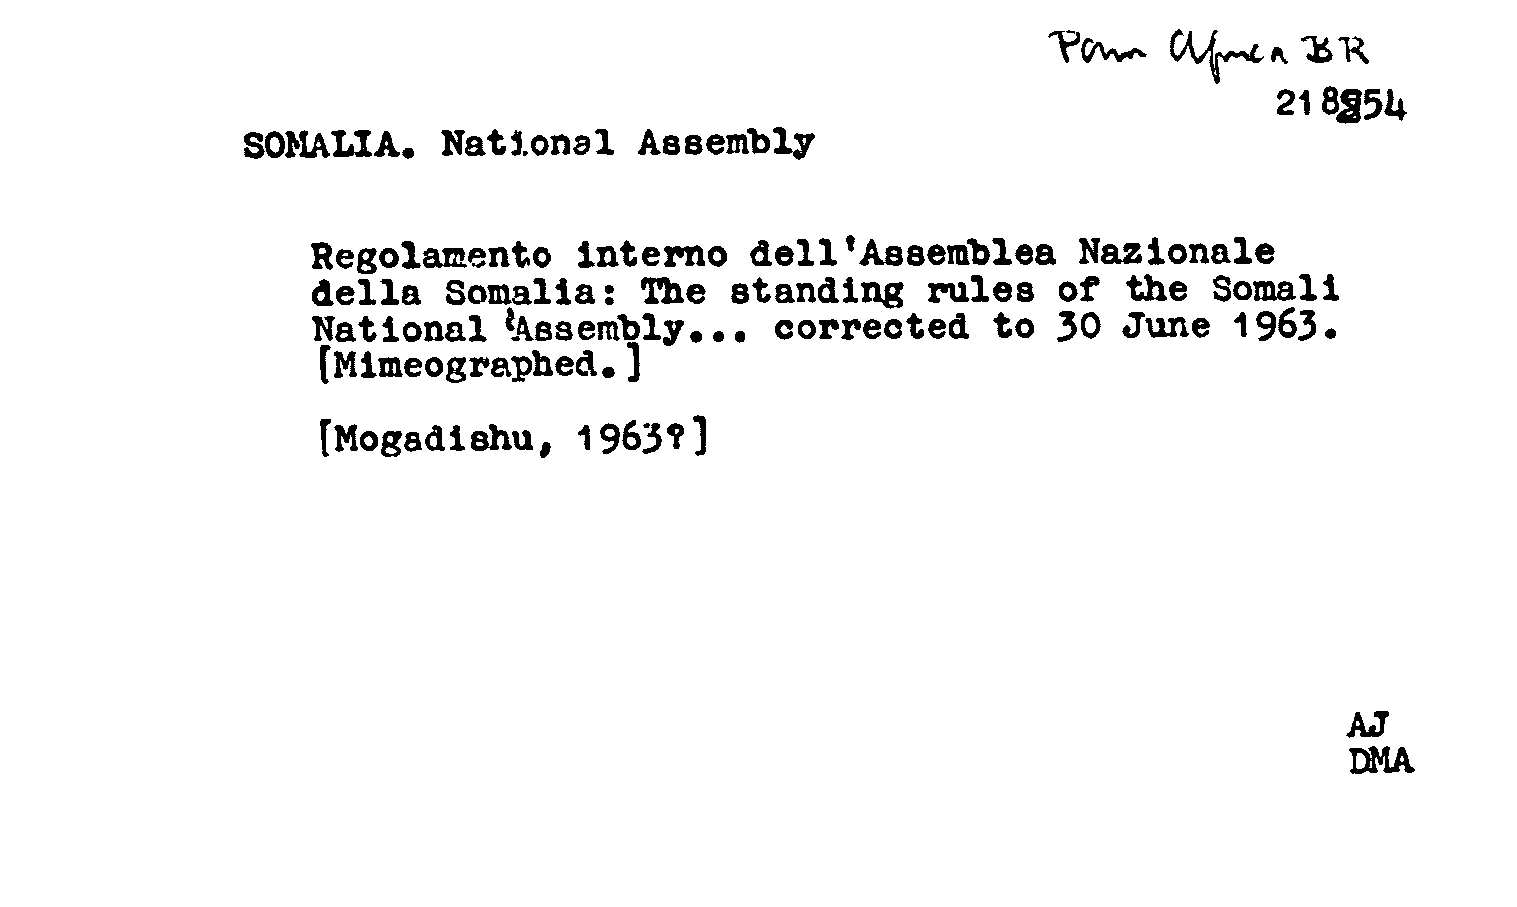 Pam Africa BR
218254
SOMALIA. National Assembly
Regolamento interno dell'Assemblea Nazionale
della Somalia: The standing rules of the Somali
National Assembly... corrected to 30 June 1963.
[Mimeographed.]
[Mogadishu, 1963?]
AJ
DMA